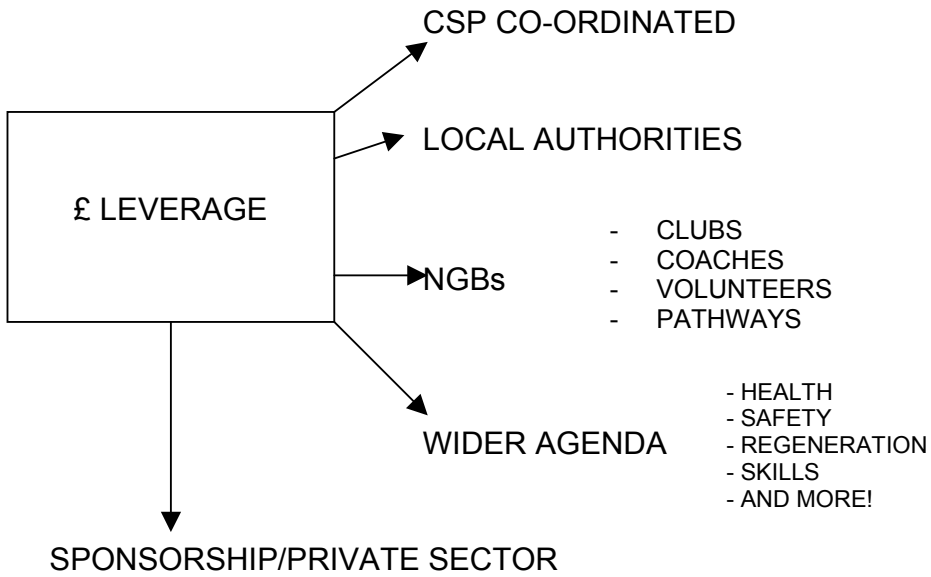 CSP CO-ORDINATED
LOCAL AUTHORITIES
£ LEVERAGE
NGBs
- CLUBS
- COACHES
- VOLUNTEERS
- PATHWAYS
WIDER AGENDA
- HEALTH
- SAFETY
- REGENERATION
- SKILLS
- AND MORE!
SPONSORSHIP/PRIVATE SECTOR